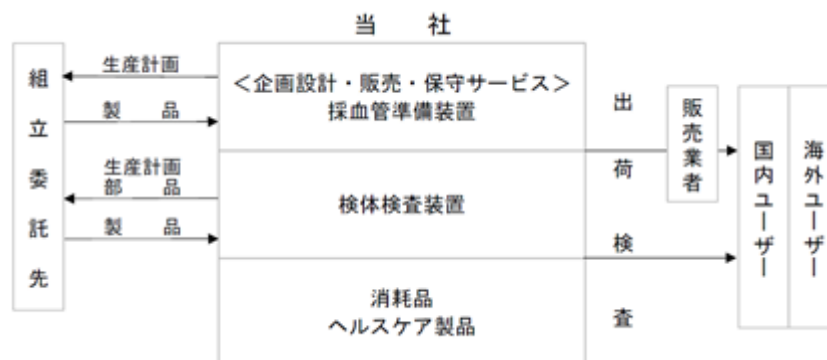 当 社
組立委託先
生産計画
製 品
生産計画
部 品
製 品
＜企画設計・販売・保守サービス＞
採血管準備装置
検体検査装置
消耗品
ヘルスケア製品
出荷検査
販売業者
国内ユーザー
海外ユーザー